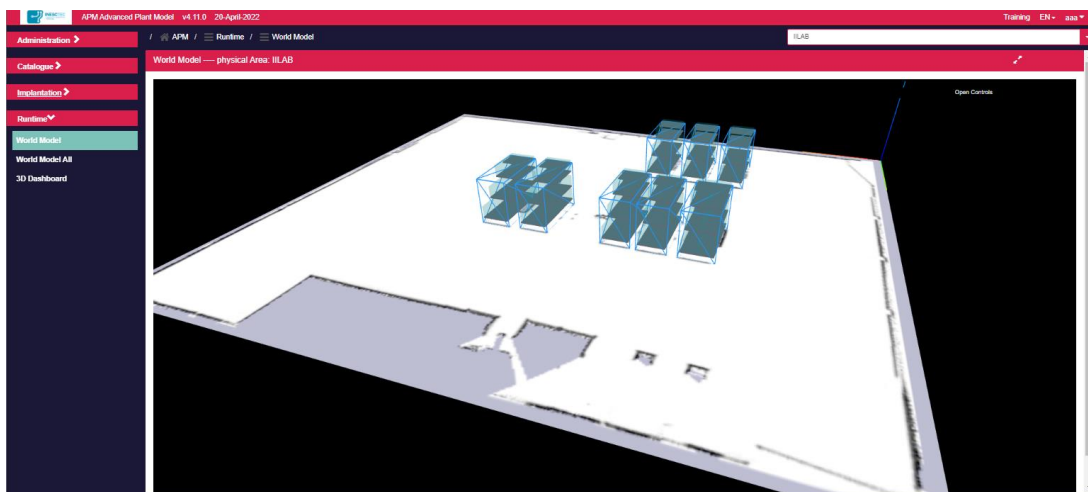 APM Advanced Plant Model v4.11.0 20-April-2022
Training EN aaa
Administration
/ APM / Runtime / World Model
IILAB
Catalogue
World Model ---- physical Area: IILAB
Implantation
Open Controls
Runtime
World Model
World Model All
3D Dashboard